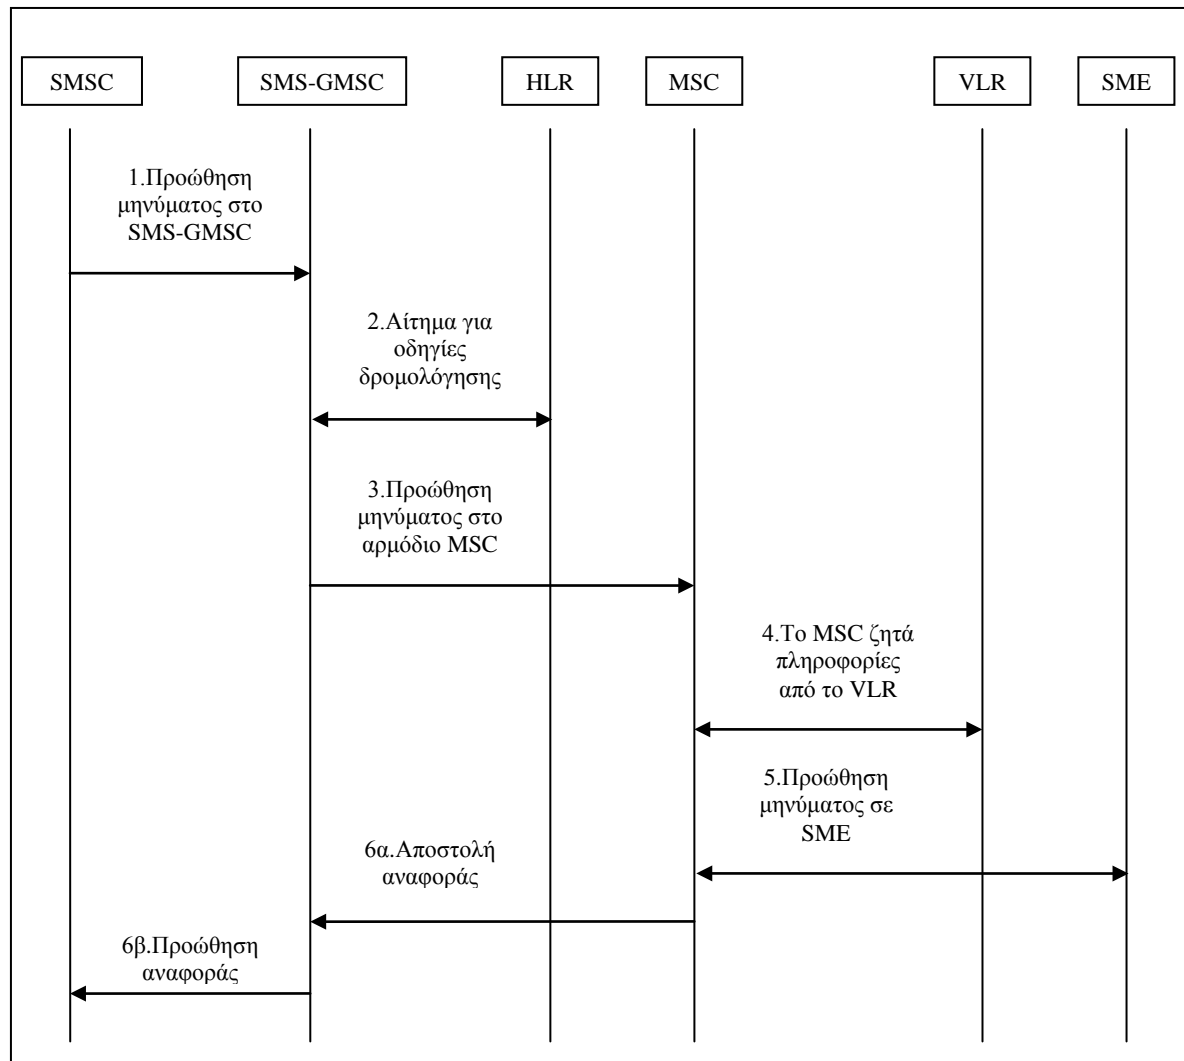 SMSC
SMS-GMSC
HLR
MSC
VLR
SME
1.Προώθηση
μηνύματος στο
SMS-GMSC
2.Αίτημα για
οδηγίες
δρομολόγησης
3.Προώθηση
μηνύματος στο
αρμόδιο MSC
4.Το MSC ζητά
πληροφορίες
από το VLR
5.Προώθηση
μηνύματος σε
SME
6α.Αποστολή
αναφοράς
6β.Προώθηση
αναφοράς